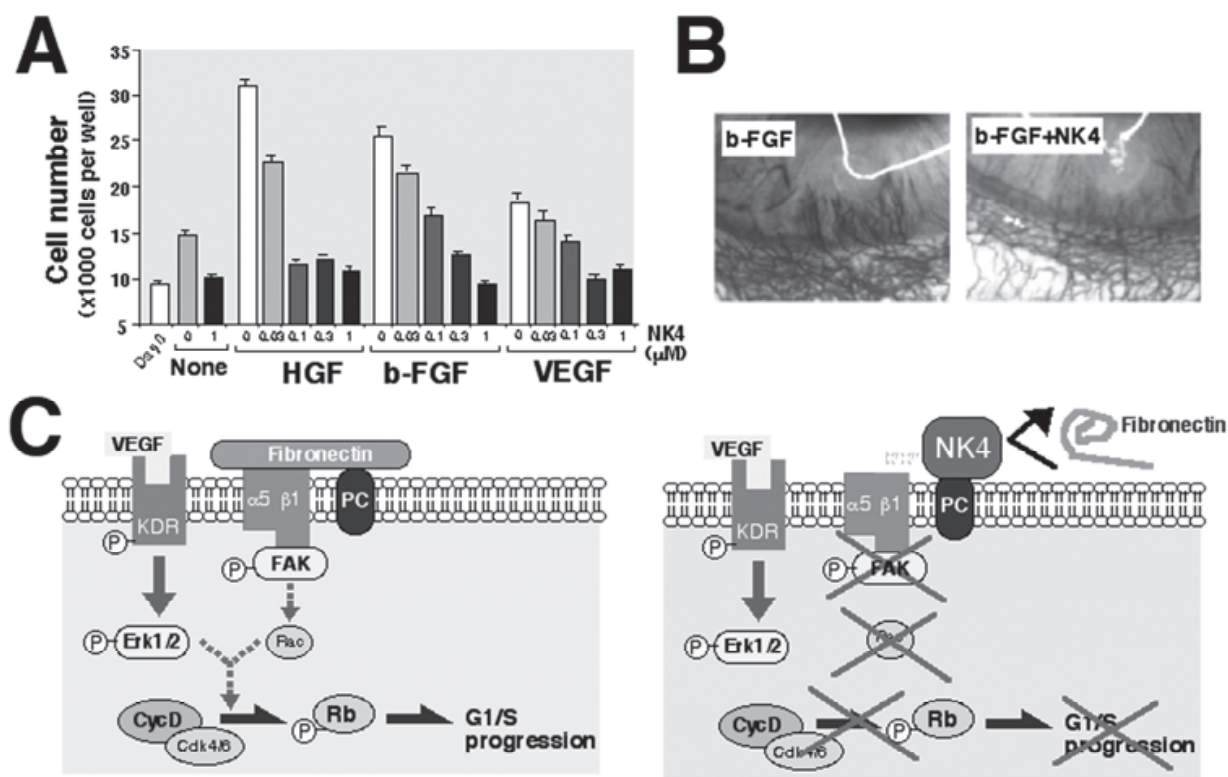 A
35
30
25
20
15
10
5
Cell number
(x1000 cells per well)
Day 0
0
1
0
0.03
0.1
0.3
1
0
0.03
0.1
0.3
1
0
0.03
0.1
0.3
1
NK4
(μM)
None
HGF
b-FGF
VEGF
B
b-FGF
b-FGF+NK4
C
VEGF
Fibronectin
α5 β1
PC
KDR
P
P
FAK
P
Erk1/2
Rac
CycD
Cdk4/6
P
Rb
G1/S
progression
VEGF
NK4
Fibronectin
α5 β1
PC
KDR
P
P
FAK
P
Erk1/2
CycD
Cdk4/6
P
Rb
G1/S
progression